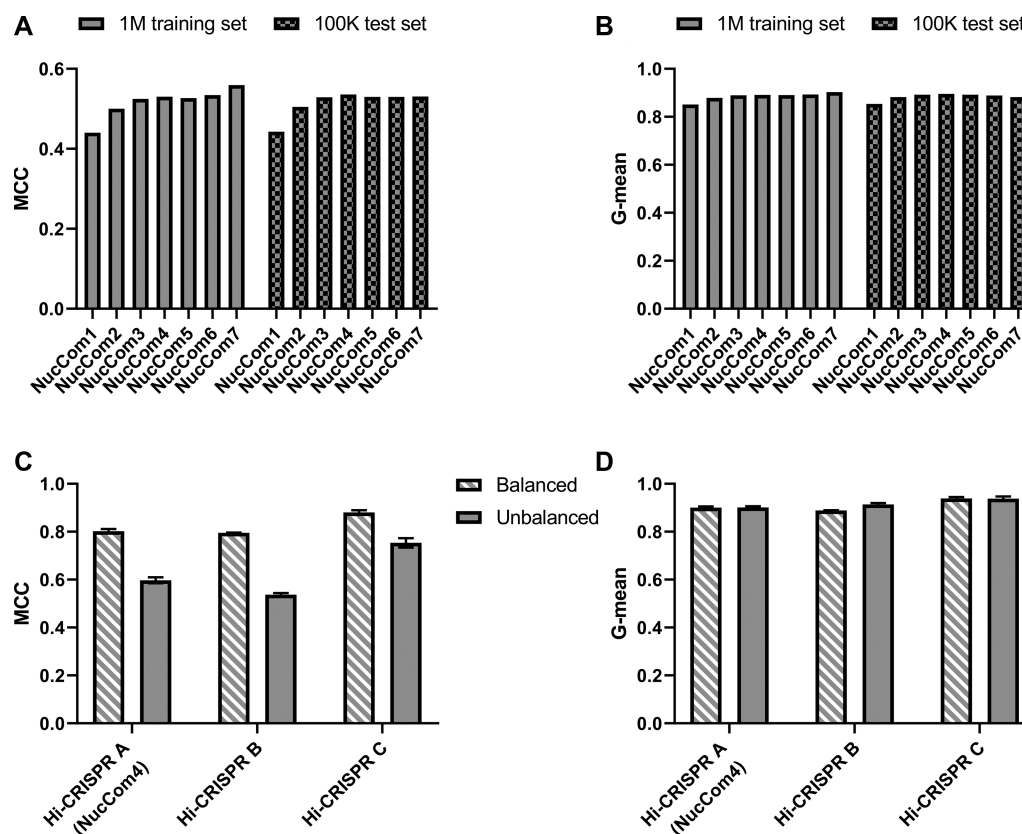 A
1M training set
100K test set
MCC
0.6
0.4
0.2
0.0
NucCom1
NucCom2
NucCom3
NucCom4
NucCom5
NucCom6
NucCom7
NucCom1
NucCom2
NucCom3
NucCom4
NucCom5
NucCom6
NucCom7
B
1M training set
100K test set
G-mean
1.0
0.8
0.6
0.4
0.2
0.0
NucCom1
NucCom2
NucCom3
NucCom4
NucCom5
NucCom6
NucCom7
NucCom1
NucCom2
NucCom3
NucCom4
NucCom5
NucCom6
NucCom7
C
Balanced
Unbalanced
MCC
1.0
0.8
0.6
0.4
0.2
0.0
Hi-CRISPR A
(NucCom4)
Hi-CRISPR B
Hi-CRISPR C
D
G-mean
1.0
0.8
0.6
0.4
0.2
0.0
Hi-CRISPR A
(NucCom4)
Hi-CRISPR B
Hi-CRISPR C